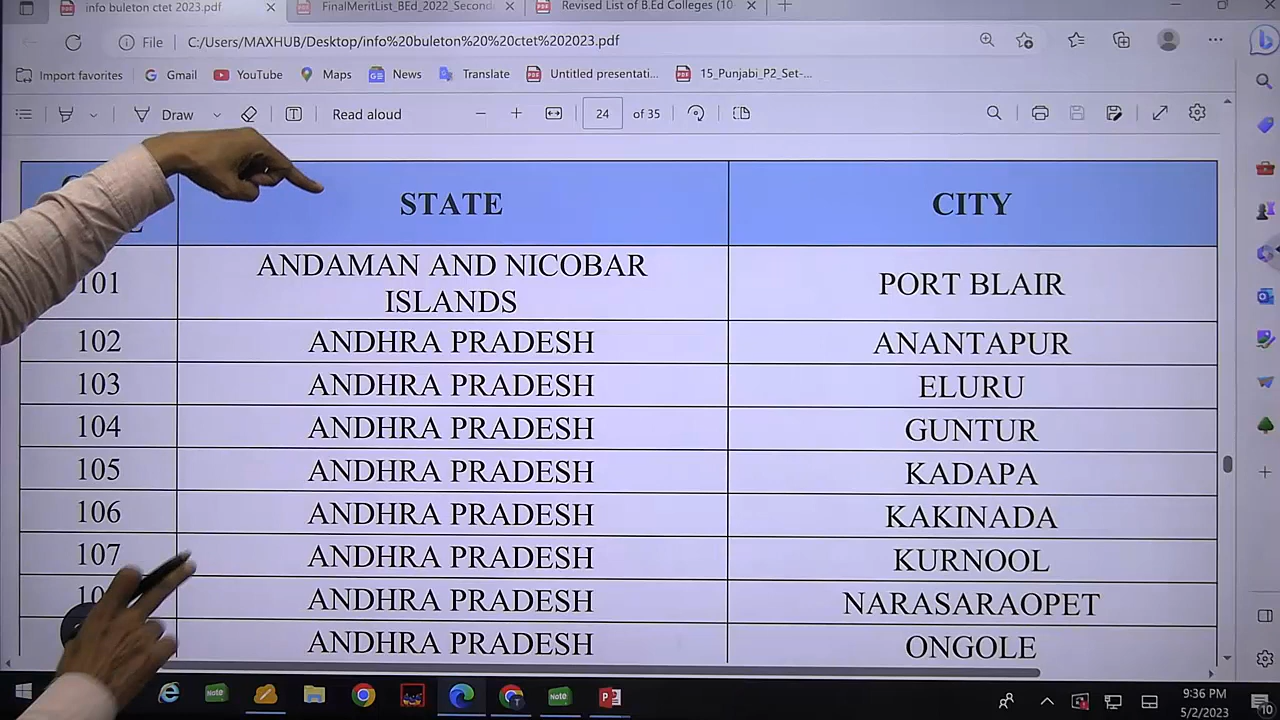 info buleton ctet 2023.pdf
FinalMeritList_BEd_2022_Second
Revised List of B.Ed Colleges (10-
File
C:/Users/MAXHUB/Desktop/info%20buleton%20%20ctet%202023.pdf
Import favorites
Gmail
YouTube
Maps
News
Translate
Untitled presentati...
15_Punjabi_P2_Set-...
Draw
Read aloud
24
of 35
STATE
CITY
101
ANDAMAN AND NICOBAR
ISLANDS
PORT BLAIR
102
ANDHRA PRADESH
ANANTAPUR
103
ANDHRA PRADESH
ELURU
104
ANDHRA PRADESH
GUNTUR
105
ANDHRA PRADESH
KADAPA
106
ANDHRA PRADESH
KAKINADA
107
ANDHRA PRADESH
KURNOOL
ANDHRA PRADESH
NARASARAOPET
ANDHRA PRADESH
ONGOLE
Note
Note
9:36 PM
5/2/2023
10